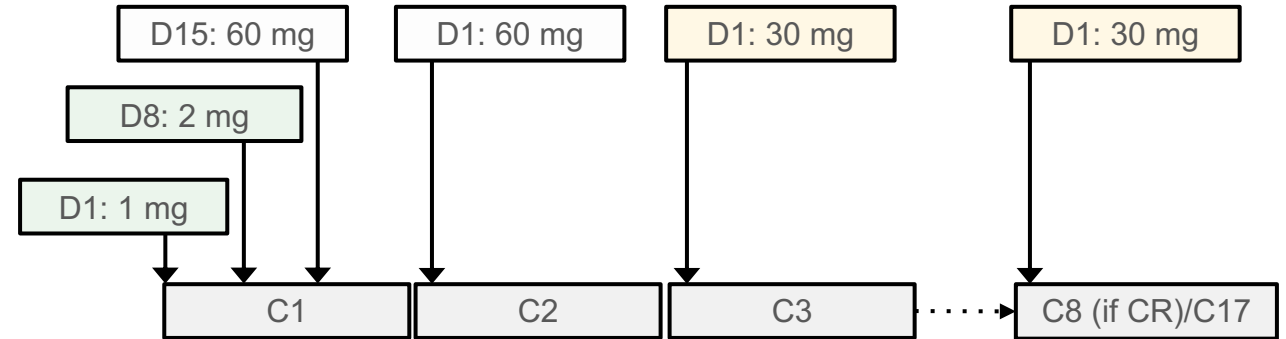 D15: 60 mg
D1: 60 mg
D1: 30 mg
D1: 30 mg
D8: 2 mg
D1: 1 mg
C1
C2
C3
C8 (if CR)/C17